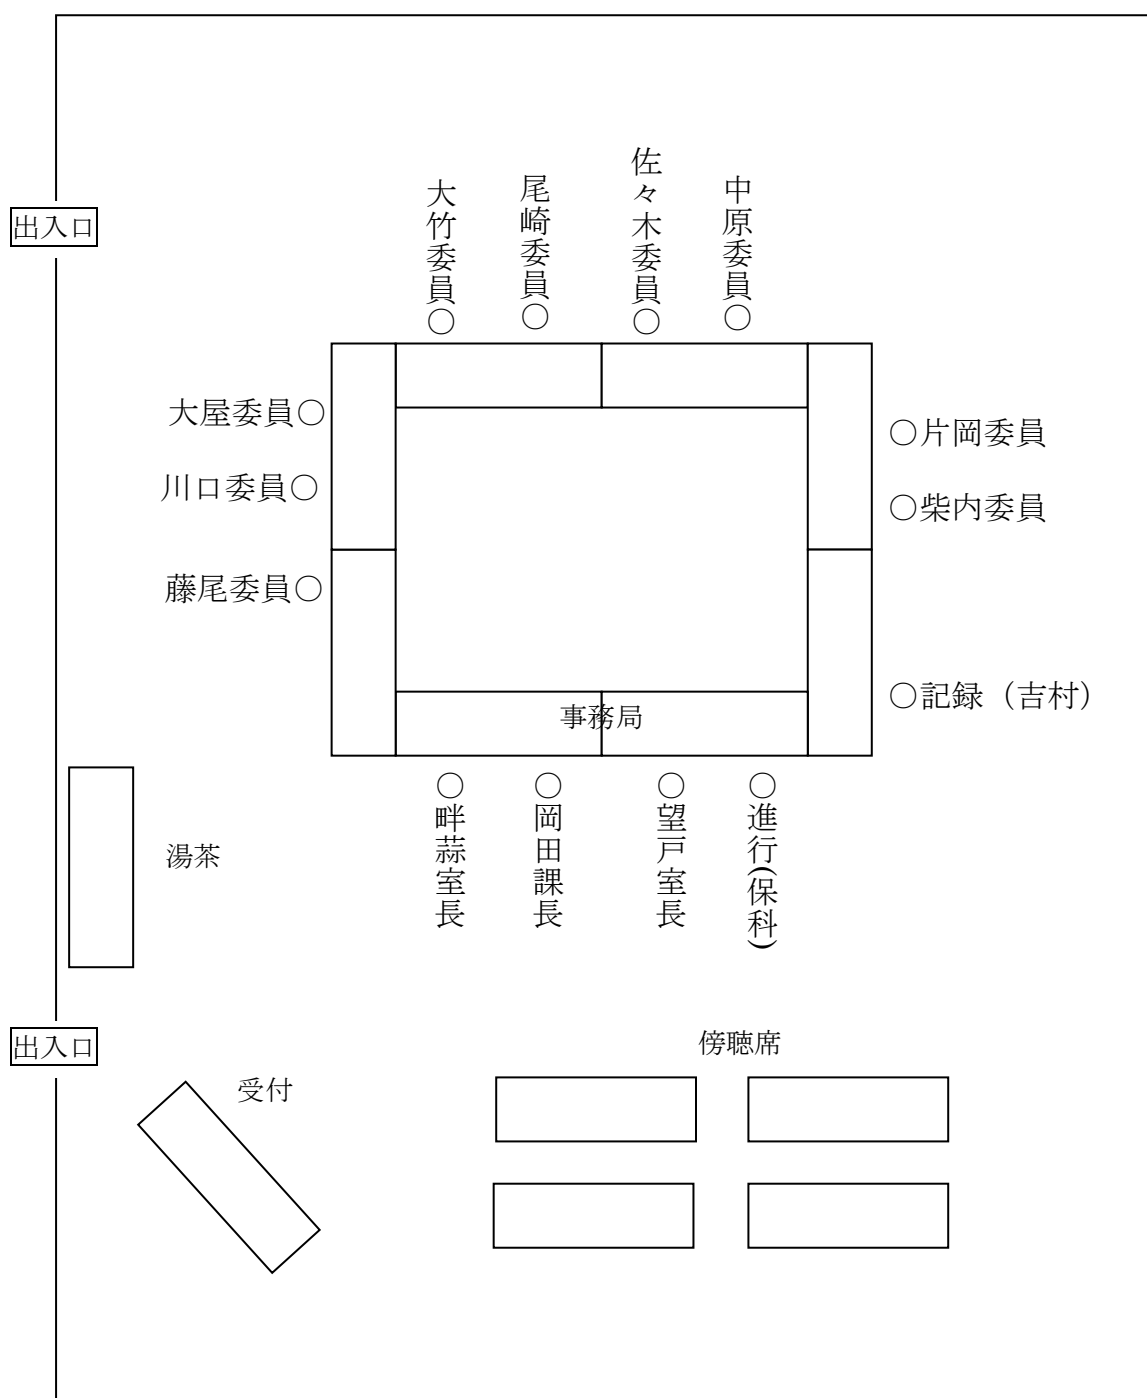 出入口
大竹委員○
尾崎委員○
佐々木委員○
中原委員○
大屋委員○
川口委員○
藤尾委員○
○片岡委員
○柴内委員
○記録（吉村）
事務局
○畔蒜室長
○岡田課長
○望戸室長
○進行(保科)
湯茶
出入口
受付
傍聴席